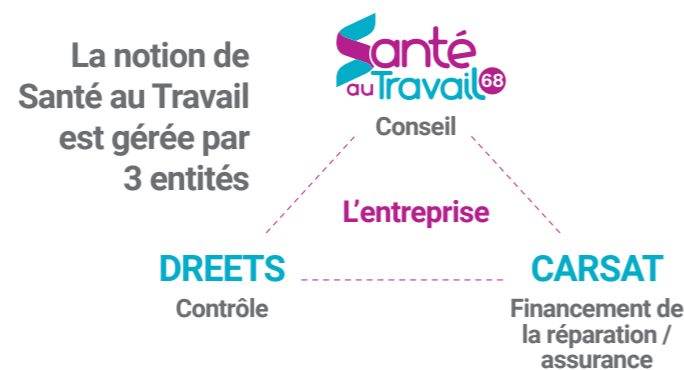 La notion de
Santé au Travail
est gérée par
3 entités
Santé
au Travail 68
Conseil
L'entreprise
DREETS
Contrôle
CARSAT
Financement de
la réparation /
assurance